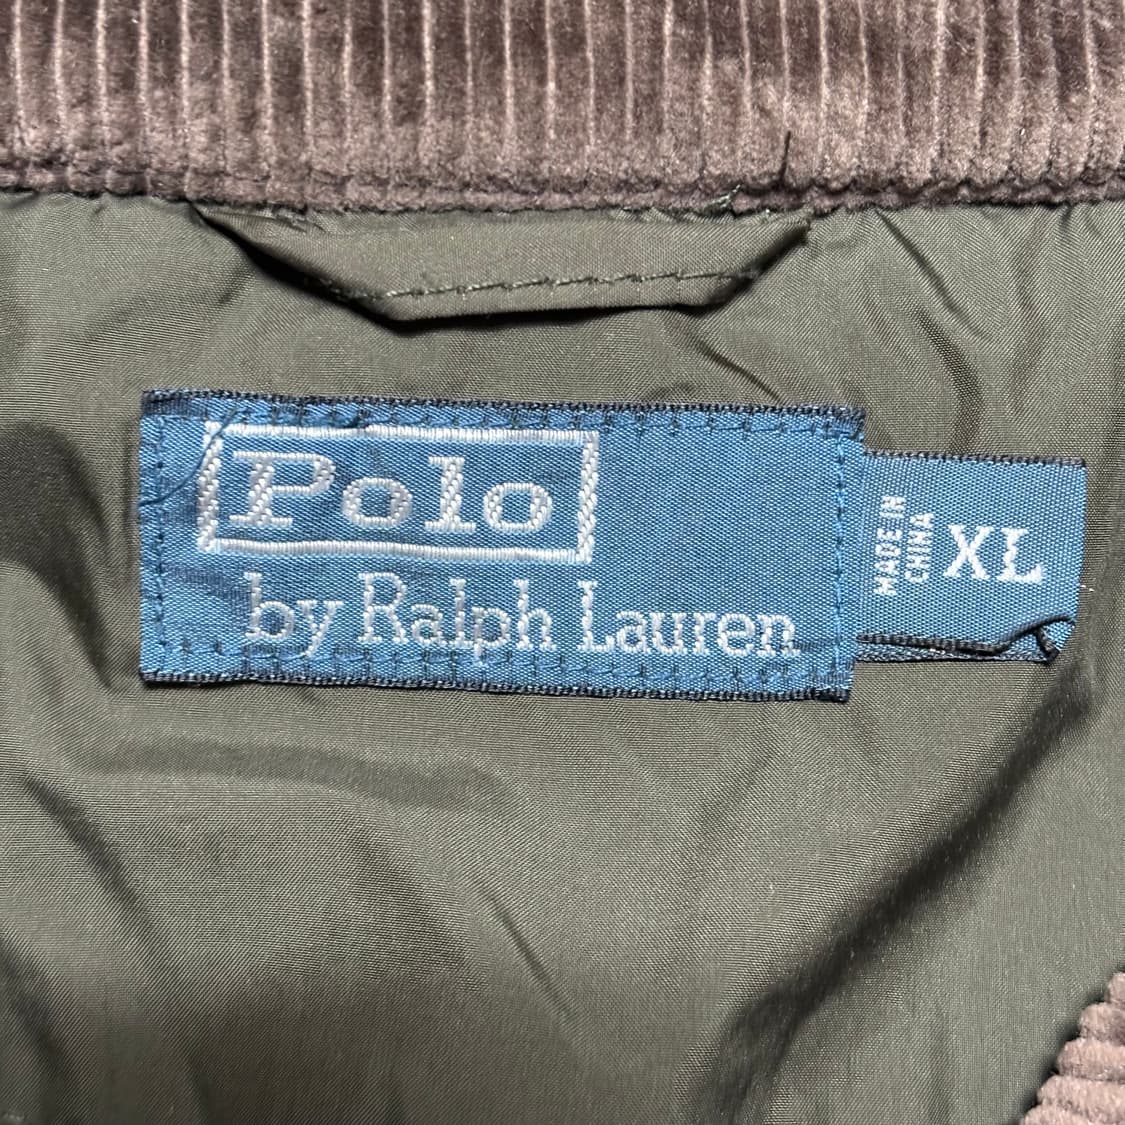 Polo
by Ralph Lauren
MADE IN
CHINA
XL